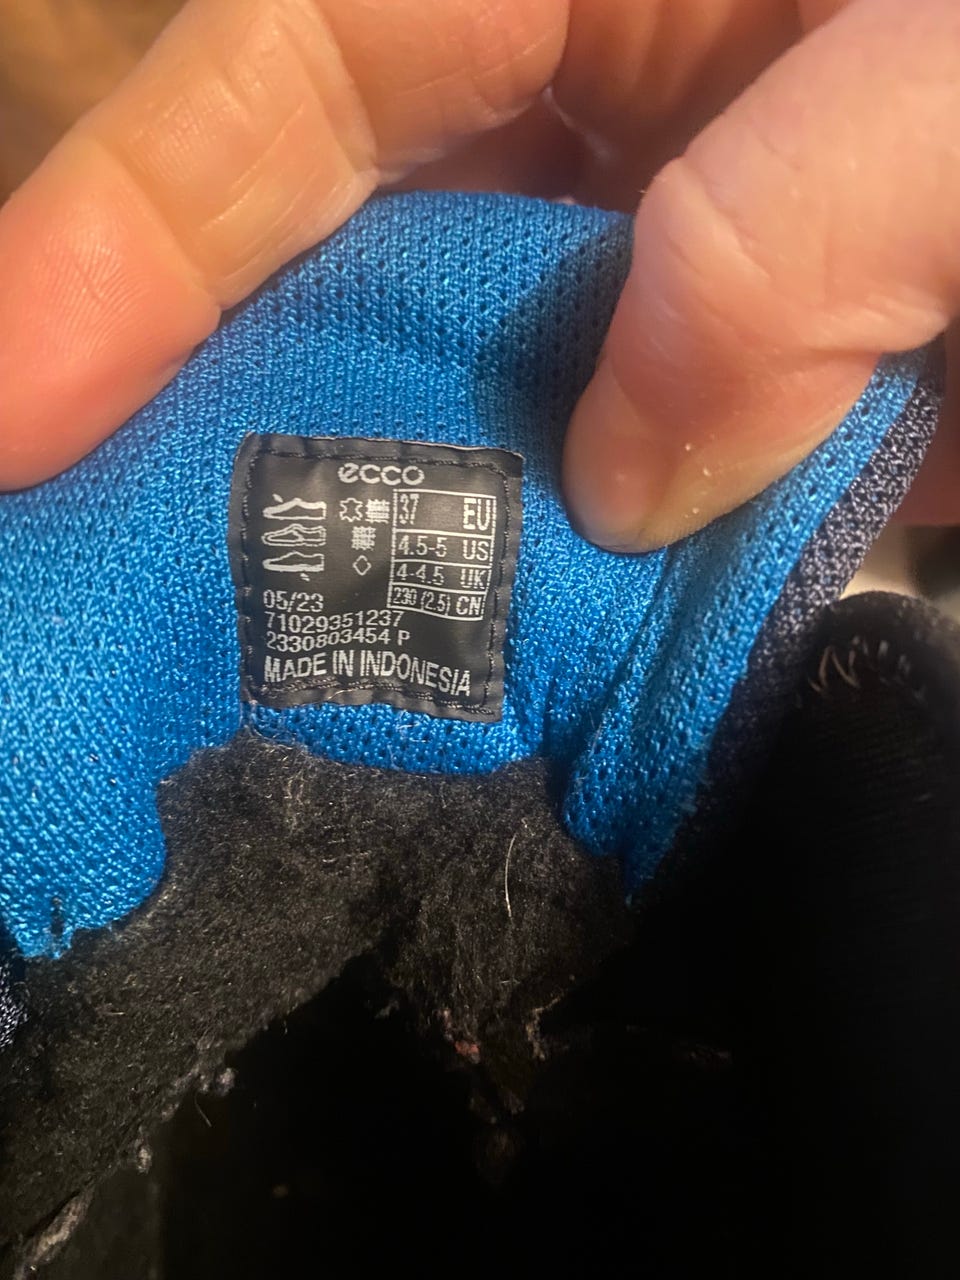 ecco
37 EU
4.5-5 US
4-4.5 UK
230 (2.5) CN
05/23
71029351237
2330803454 P
MADE IN INDONESIA